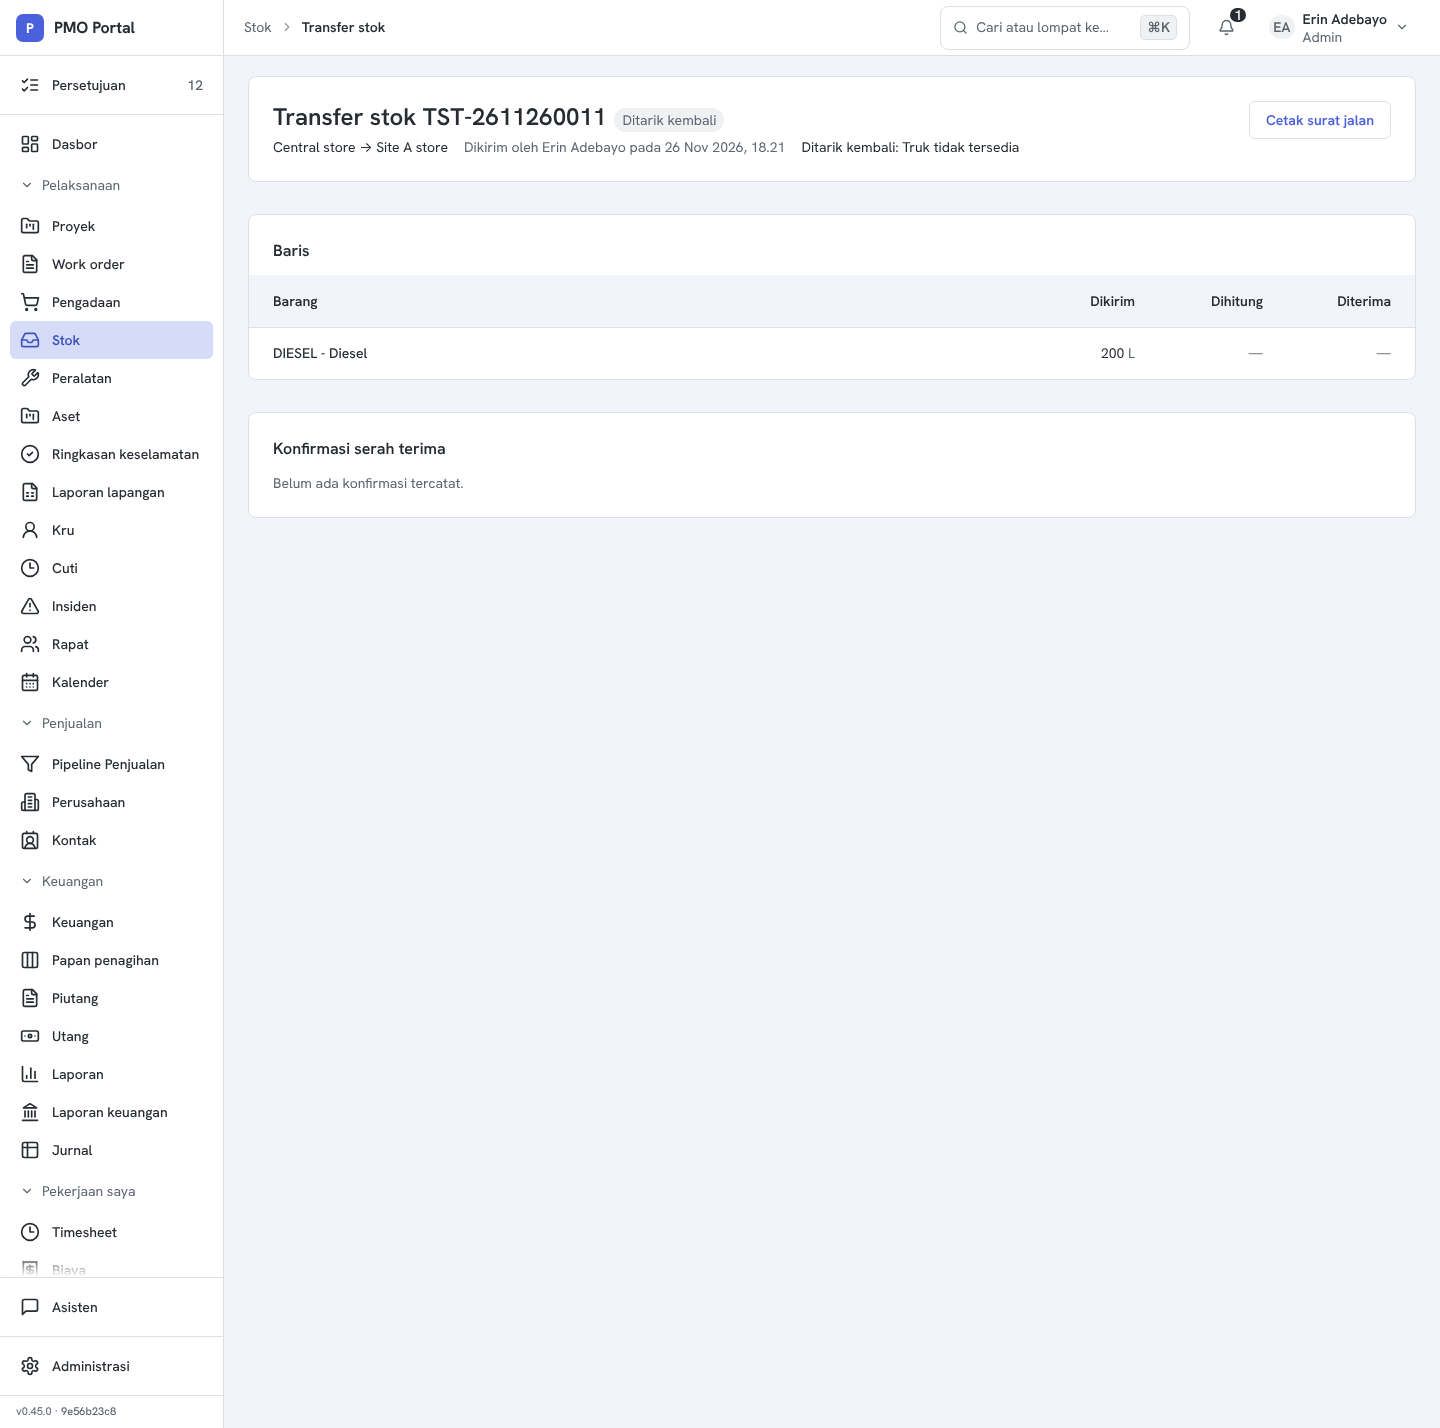 P PMO Portal
Stok > Transfer stok
Cari atau lompat ke... ⌘K
1
EA Erin Adebayo
Admin
Persetujuan 12
Dasbor
Pelaksanaan
Proyek
Work order
Pengadaan
Stok
Peralatan
Aset
Ringkasan keselamatan
Laporan lapangan
Kru
Cuti
Insiden
Rapat
Kalender
Penjualan
Pipeline Penjualan
Perusahaan
Kontak
Keuangan
Keuangan
Papan penagihan
Piutang
Utang
Laporan
Laporan keuangan
Jurnal
Pekerjaan saya
Timesheet
Biaya
Asisten
Administrasi
v0.45.0 · 9e56b23c8
Transfer stok TST-2611260011 Ditarik kembali
Cetak surat jalan
Central store → Site A store Dikirim oleh Erin Adebayo pada 26 Nov 2026, 18.21 Ditarik kembali: Truk tidak tersedia
Baris
Barang Dikirim Dihitung Diterima
DIESEL - Diesel 200 L — —
Konfirmasi serah terima
Belum ada konfirmasi tercatat.